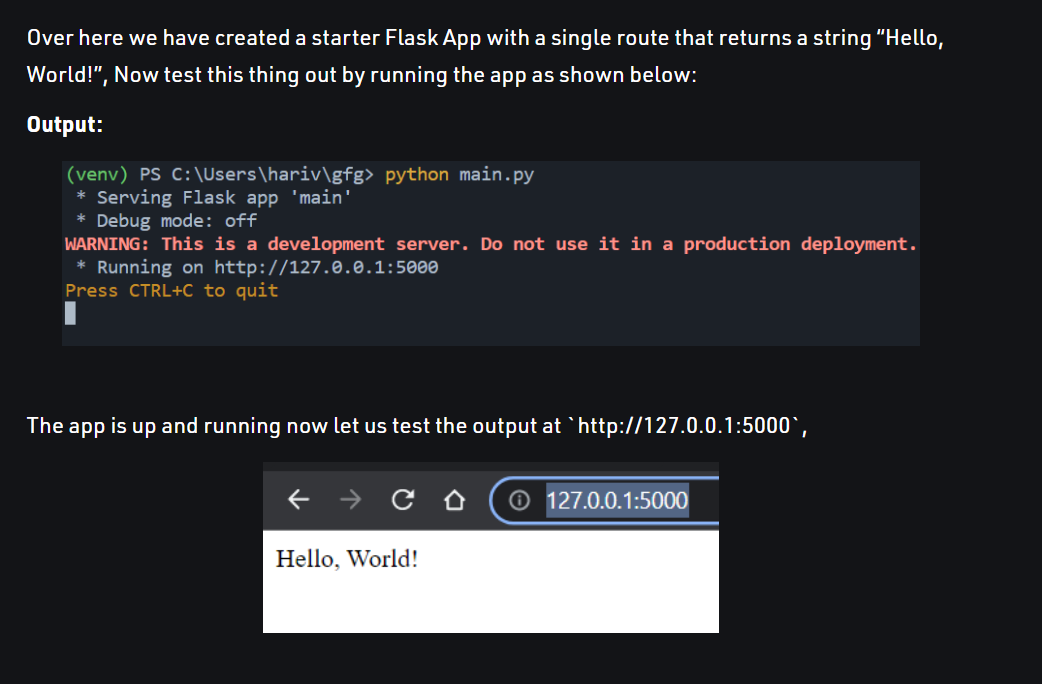 Over here we have created a starter Flask App with a single route that returns a string “Hello,
World!”, Now test this thing out by running the app as shown below:
Output:
(venv) PS C:\Users\hariv\gfg> python main.py
* Serving Flask app 'main'
* Debug mode: off
WARNING: This is a development server. Do not use it in a production deployment.
* Running on http://127.0.0.1:5000
Press CTRL+C to quit
The app is up and running now let us test the output at `http://127.0.0.1:5000`,
127.0.0.1:5000
Hello, World!